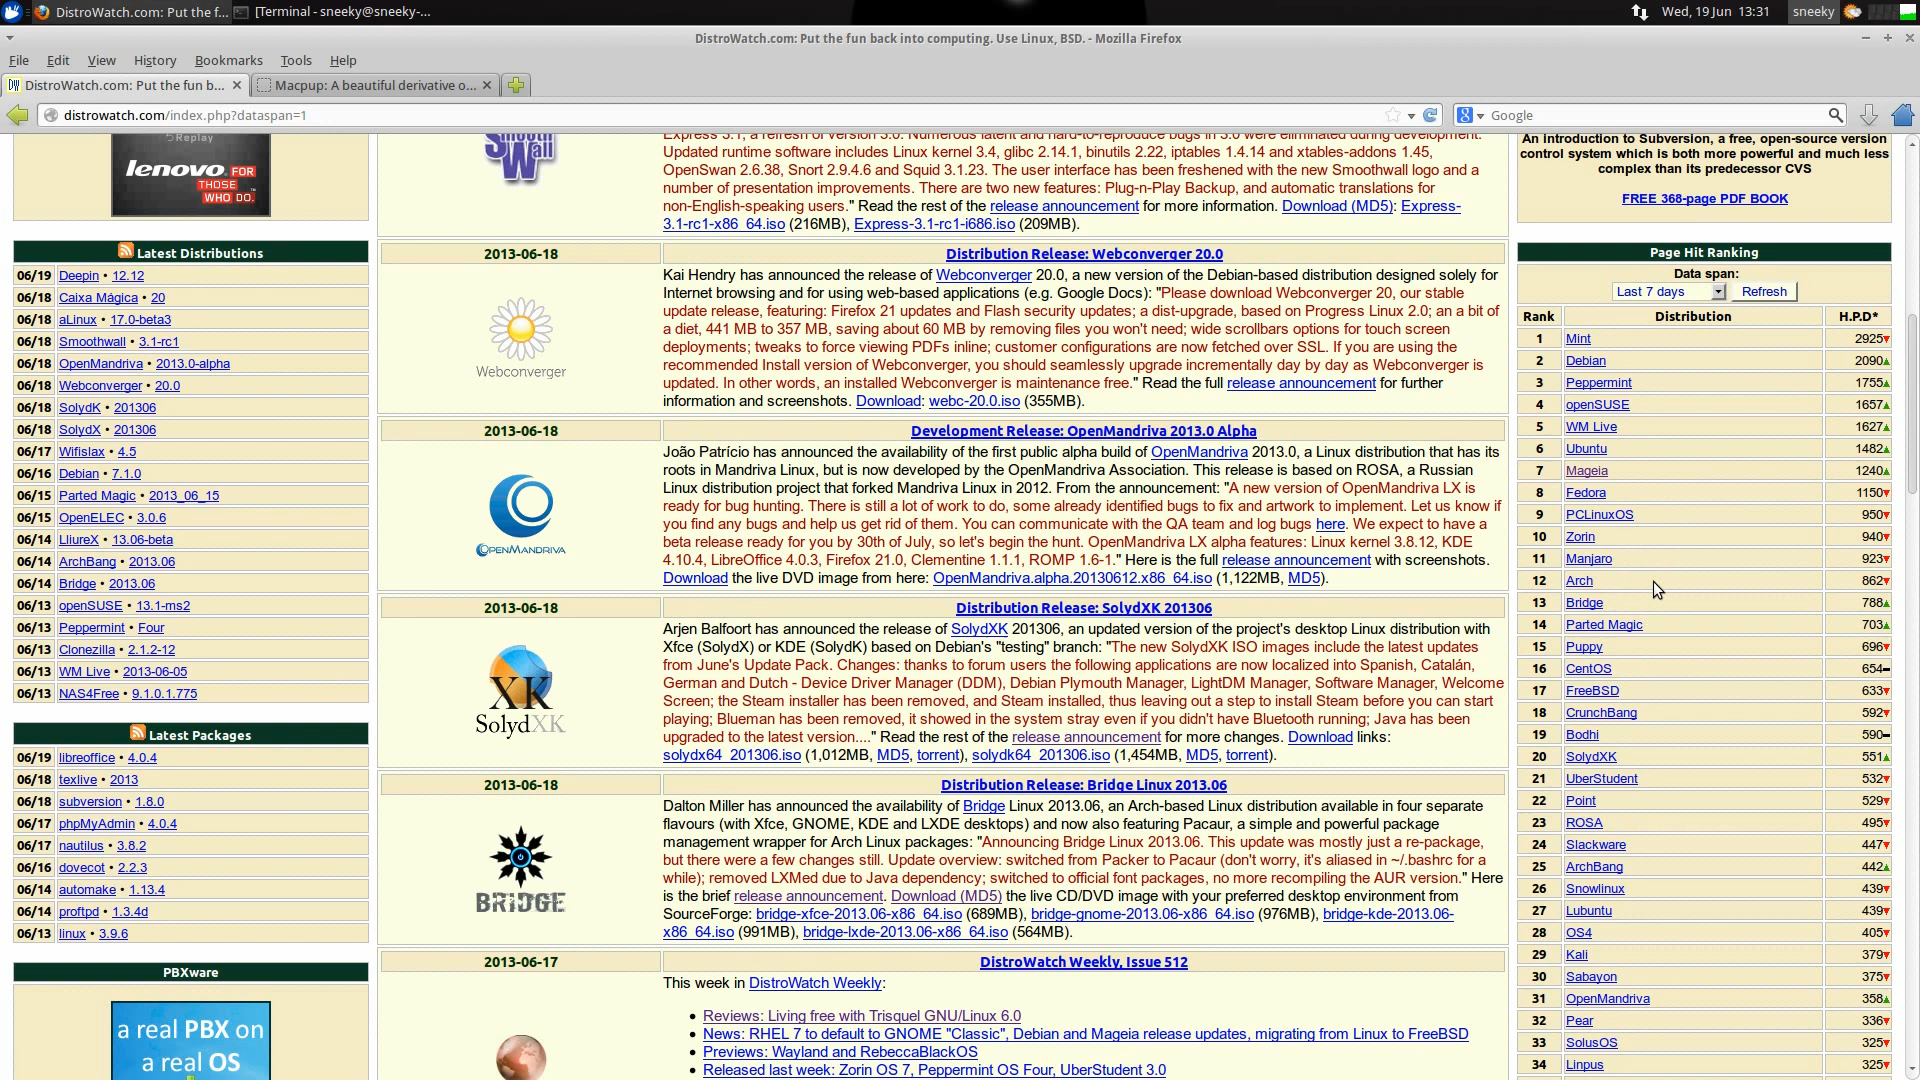 DistroWatch.com: Put the f...
[Terminal - sneeky@sneeky-...
Wed, 19 Jun 13:31
sneeky
DistroWatch.com: Put the fun back into computing. Use Linux, BSD. - Mozilla Firefox
File Edit View History Bookmarks Tools Help
DistroWatch.com: Put the fun b...
Macpup: A beautiful derivative o...
distrowatch.com/index.php?dataspan=1
Google
Replay
lenovo FOR THOSE WHO DO.
Latest Distributions
06/19 Deepin • 12.12
06/18 Caixa Mágica • 20
06/18 aLinux • 17.0-beta3
06/18 Smoothwall • 3.1-rc1
06/18 OpenMandriva • 2013.0-alpha
06/18 Webconverger • 20.0
06/18 SolydK • 201306
06/18 SolydX • 201306
06/17 Wifislax • 4.5
06/16 Debian • 7.1.0
06/15 Parted Magic • 2013_06_15
06/15 OpenELEC • 3.0.6
06/14 LliureX • 13.06-beta
06/14 ArchBang • 2013.06
06/14 Bridge • 2013.06
06/13 openSUSE • 13.1-ms2
06/13 Peppermint • Four
06/13 Clonezilla • 2.1.2-12
06/13 WM Live • 2013-06-05
06/13 NAS4Free • 9.1.0.1.775
Latest Packages
06/19 libreoffice • 4.0.4
06/18 texlive • 2013
06/18 subversion • 1.8.0
06/17 phpMyAdmin • 4.0.4
06/17 nautilus • 3.8.2
06/16 dovecot • 2.2.3
06/14 automake • 1.13.4
06/14 proftpd • 1.3.4d
06/13 linux • 3.9.6
PBXware
a real PBX on
a real OS
Smooth Wall
Express 3.1, a refresh of version 3.0. Numerous latent and hard-to-reproduce bugs in 3.0 were eliminated during development.
Updated runtime software includes Linux kernel 3.4, glibc 2.14.1, binutils 2.22, iptables 1.4.14 and xtables-addons 1.45,
OpenSwan 2.6.38, Snort 2.9.4.6 and Squid 3.1.23. The user interface has been freshened with the new Smoothwall logo and a
number of presentation improvements. There are two new features: Plug-n-Play Backup, and automatic translations for
non-English-speaking users." Read the rest of the release announcement for more information. Download (MD5): Express-
3.1-rc1-x86_64.iso (216MB), Express-3.1-rc1-i686.iso (209MB).
2013-06-18 Distribution Release: Webconverger 20.0
Webconverger
Kai Hendry has announced the release of Webconverger 20.0, a new version of the Debian-based distribution designed solely for
Internet browsing and for using web-based applications (e.g. Google Docs): "Please download Webconverger 20, our stable
update release, featuring: Firefox 21 updates and Flash security updates; a dist-upgrade, based on Progress Linux 2.0; an a bit of
a diet, 441 MB to 357 MB, saving about 60 MB by removing files you won't need; wide scrollbars options for touch screen
deployments; tweaks to force viewing PDFs inline; customer configurations are now fetched over SSL. If you are using the
recommended Install version of Webconverger, you should seamlessly upgrade incrementally day by day as Webconverger is
updated. In other words, an installed Webconverger is maintenance free." Read the full release announcement for further
information and screenshots. Download: webc-20.0.iso (355MB).
2013-06-18 Development Release: OpenMandriva 2013.0 Alpha
OPENMANDRIVA
João Patrício has announced the availability of the first public alpha build of OpenMandriva 2013.0, a Linux distribution that has its
roots in Mandriva Linux, but is now developed by the OpenMandriva Association. This release is based on ROSA, a Russian
Linux distribution project that forked Mandriva Linux in 2012. From the announcement: "A new version of OpenMandriva LX is
ready for bug hunting. There is still a lot of work to do, some already identified bugs to fix and artwork to implement. Let us know if
you find any bugs and help us get rid of them. You can communicate with the QA team and log bugs here. We expect to have a
beta release ready for you by 30th of July, so let's begin the hunt. OpenMandriva LX alpha features: Linux kernel 3.8.12, KDE
4.10.4, LibreOffice 4.0.3, Firefox 21.0, Clementine 1.1.1, ROMP 1.6-1." Here is the full release announcement with screenshots.
Download the live DVD image from here: OpenMandriva.alpha.20130612.x86_64.iso (1,122MB, MD5).
2013-06-18 Distribution Release: SolydXK 201306
XK
SolydXK
Arjen Balfoort has announced the release of SolydXK 201306, an updated version of the project's desktop Linux distribution with
Xfce (SolydX) or KDE (SolydK) based on Debian's "testing" branch: "The new SolydXK ISO images include the latest updates
from June's Update Pack. Changes: thanks to forum users the following applications are now localized into Spanish, Catalán,
German and Dutch - Device Driver Manager (DDM), Debian Plymouth Manager, LightDM Manager, Software Manager, Welcome
Screen; the Steam installer has been removed, and Steam installed, thus leaving out a step to install Steam before you can start
playing; Blueman has been removed, it showed in the system stray even if you didn't have Bluetooth running; Java has been
upgraded to the latest version...." Read the rest of the release announcement for more changes. Download links:
solydx64_201306.iso (1,012MB, MD5, torrent), solydk64_201306.iso (1,454MB, MD5, torrent).
2013-06-18 Distribution Release: Bridge Linux 2013.06
BRIDGE
Dalton Miller has announced the availability of Bridge Linux 2013.06, an Arch-based Linux distribution available in four separate
flavours (with Xfce, GNOME, KDE and LXDE desktops) and now also featuring Pacaur, a simple and powerful package
management wrapper for Arch Linux packages: "Announcing Bridge Linux 2013.06. This update was mostly just a re-package,
but there were a few changes still. Update overview: switched from Packer to Pacaur (don't worry, it's aliased in ~/.bashrc for a
while); removed LXMed due to Java dependency; switched to official font packages, no more recompiling the AUR version." Here
is the brief release announcement. Download (MD5) the live CD/DVD image with your preferred desktop environment from
SourceForge: bridge-xfce-2013.06-x86_64.iso (689MB), bridge-gnome-2013.06-x86_64.iso (976MB), bridge-kde-2013.06-
x86_64.iso (991MB), bridge-lxde-2013.06-x86_64.iso (564MB).
2013-06-17 DistroWatch Weekly, Issue 512
This week in DistroWatch Weekly:
• Reviews: Living free with Trisquel GNU/Linux 6.0
• News: RHEL 7 to default to GNOME "Classic", Debian and Mageia release updates, migrating from Linux to FreeBSD
• Previews: Wayland and RebeccaBlackOS
• Released last week: Zorin OS 7, Peppermint OS Four, UberStudent 3.0
An Introduction to Subversion, a free, open-source version
control system which is both more powerful and much less
complex than its predecessor CVS
FREE 368-page PDF BOOK
Page Hit Ranking
Data span:
Last 7 days Refresh
Rank Distribution H.P.D*
1 Mint 2925
2 Debian 2090
3 Peppermint 1755
4 openSUSE 1657
5 WM Live 1627
6 Ubuntu 1482
7 Mageia 1240
8 Fedora 1150
9 PCLinuxOS 950
10 Zorin 940
11 Manjaro 923
12 Arch 862
13 Bridge 788
14 Parted Magic 703
15 Puppy 696
16 CentOS 654
17 FreeBSD 633
18 CrunchBang 592
19 Bodhi 590
20 SolydXK 551
21 UberStudent 532
22 Point 529
23 ROSA 495
24 Slackware 447
25 ArchBang 442
26 Snowlinux 439
27 Lubuntu 439
28 OS4 405
29 Kali 379
30 Sabayon 375
31 OpenMandriva 358
32 Pear 336
33 SolusOS 325
34 Linpus 325